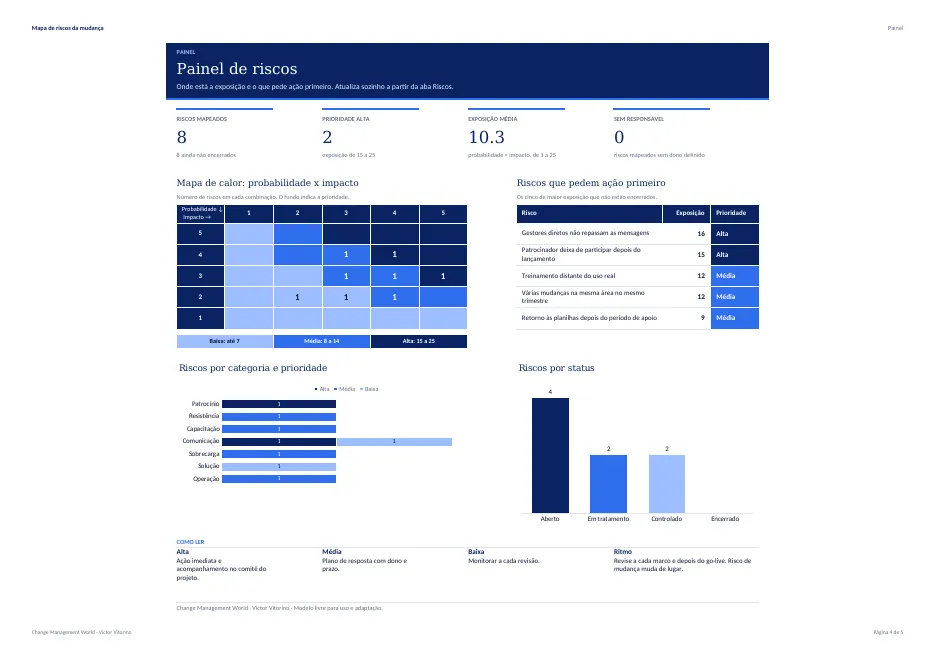 Mapa de riscos da mudança
Painel
PAINEL
Painel de riscos
Onde está a exposição e o que pede ação primeiro. Atualiza sozinho a partir da aba Riscos.
RISCOS MAPEADOS
8
8 ainda não encerrados
PRIORIDADE ALTA
2
exposição de 15 a 25
EXPOSIÇÃO MÉDIA
10.3
probabilidade × impacto, de 1 a 25
SEM RESPONSÁVEL
0
riscos mapeados sem dono definido
Mapa de calor: probabilidade x impacto
Número de riscos em cada combinação. O fundo indica a prioridade.
Probabilidade ↓
Impacto →
1 2 3 4 5
5
4 1 1
3 1 1 1
2 1 1 1
1
Baixa: até 7
Média: 8 a 14
Alta: 15 a 25
Riscos que pedem ação primeiro
Os cinco de maior exposição que não estão encerrados.
Risco Exposição Prioridade
Gestores diretos não repassam as mensagens 16 Alta
Patrocinador deixa de participar depois do
lançamento 15 Alta
Treinamento distante do uso real 12 Média
Várias mudanças na mesma área no mesmo
trimestre 12 Média
Retorno às planilhas depois do período de apoio 9 Média
Riscos por categoria e prioridade
Alta Média Baixa
Patrocínio 1
Resistência 1
Capacitação 1
Comunicação 1 1
Sobrecarga 1
Solução 1
Operação 1
Riscos por status
4
2
2
Aberto
Em tratamento
Controlado
Encerrado
COMO LER
Alta
Ação imediata e
acompanhamento no comitê do
projeto.
Média
Plano de resposta com dono e
prazo.
Baixa
Monitorar a cada revisão.
Ritmo
Revise a cada marco e depois do go-live. Risco de
mudança muda de lugar.
Change Management World · Victor Vitorino · Modelo livre para uso e adaptação.
Change Management World · Victor Vitorino
Página 4 de 5